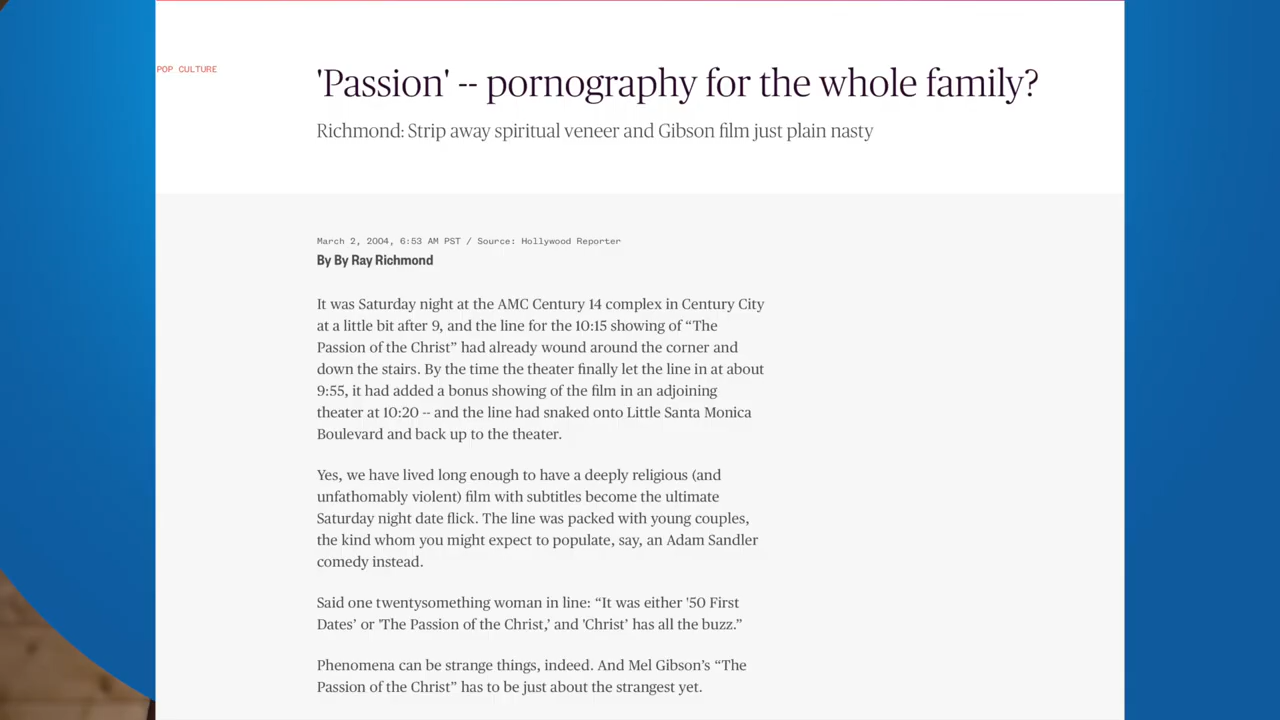 POP CULTURE
'Passion' -- pornography for the whole family?
Richmond: Strip away spiritual veneer and Gibson film just plain nasty
March 2, 2004, 6:53 AM PST / Source: Hollywood Reporter
By By Ray Richmond
It was Saturday night at the AMC Century 14 complex in Century City
at a little bit after 9, and the line for the 10:15 showing of “The
Passion of the Christ” had already wound around the corner and
down the stairs. By the time the theater finally let the line in at about
9:55, it had added a bonus showing of the film in an adjoining
theater at 10:20 -- and the line had snaked onto Little Santa Monica
Boulevard and back up to the theater.
Yes, we have lived long enough to have a deeply religious (and
unfathomably violent) film with subtitles become the ultimate
Saturday night date flick. The line was packed with young couples,
the kind whom you might expect to populate, say, an Adam Sandler
comedy instead.
Said one twentysomething woman in line: “It was either '50 First
Dates’ or 'The Passion of the Christ,’ and 'Christ’ has all the buzz.”
Phenomena can be strange things, indeed. And Mel Gibson’s “The
Passion of the Christ” has to be just about the strangest yet.